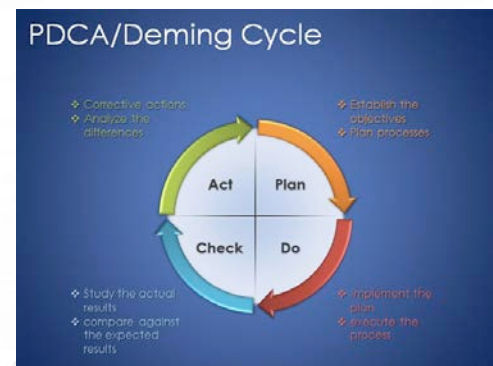 PDCA/Deming Cycle
❖ Corrective actions
❖ Analyze the
differences
❖ Establish the
objectives
❖ Plan processes
Act
Plan
Check
Do
❖ Study the actual
results
❖ compare against
the expected
results
❖ Implement the
plan
❖ execute the
process